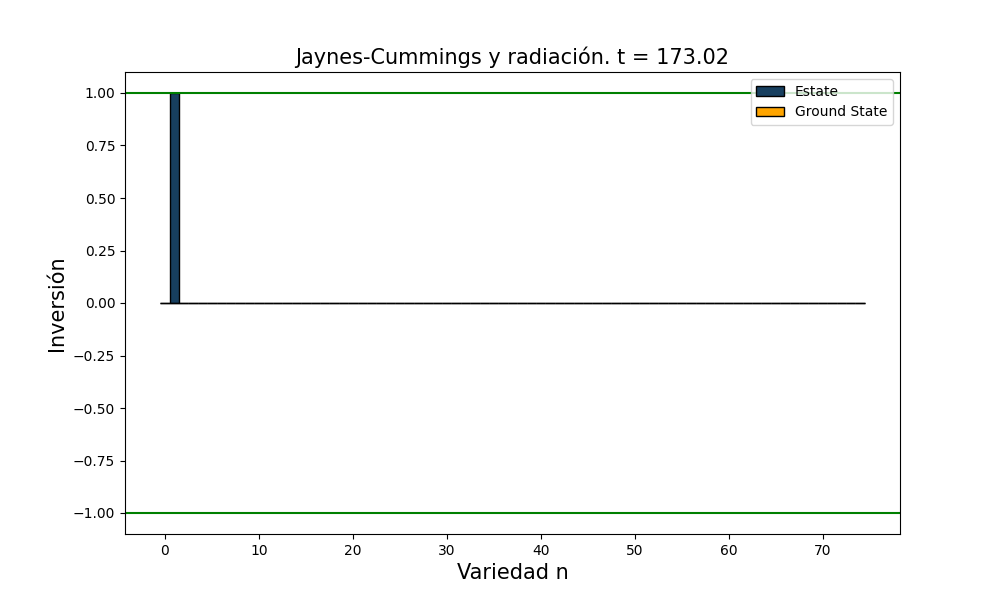 Jaynes-Cummings y radiación. t = 173.02
Estate
Ground State
Inversión
1.00
0.75
0.50
0.25
0.00
−0.25
−0.50
−0.75
−1.00
0 10 20 30 40 50 60 70
Variedad n